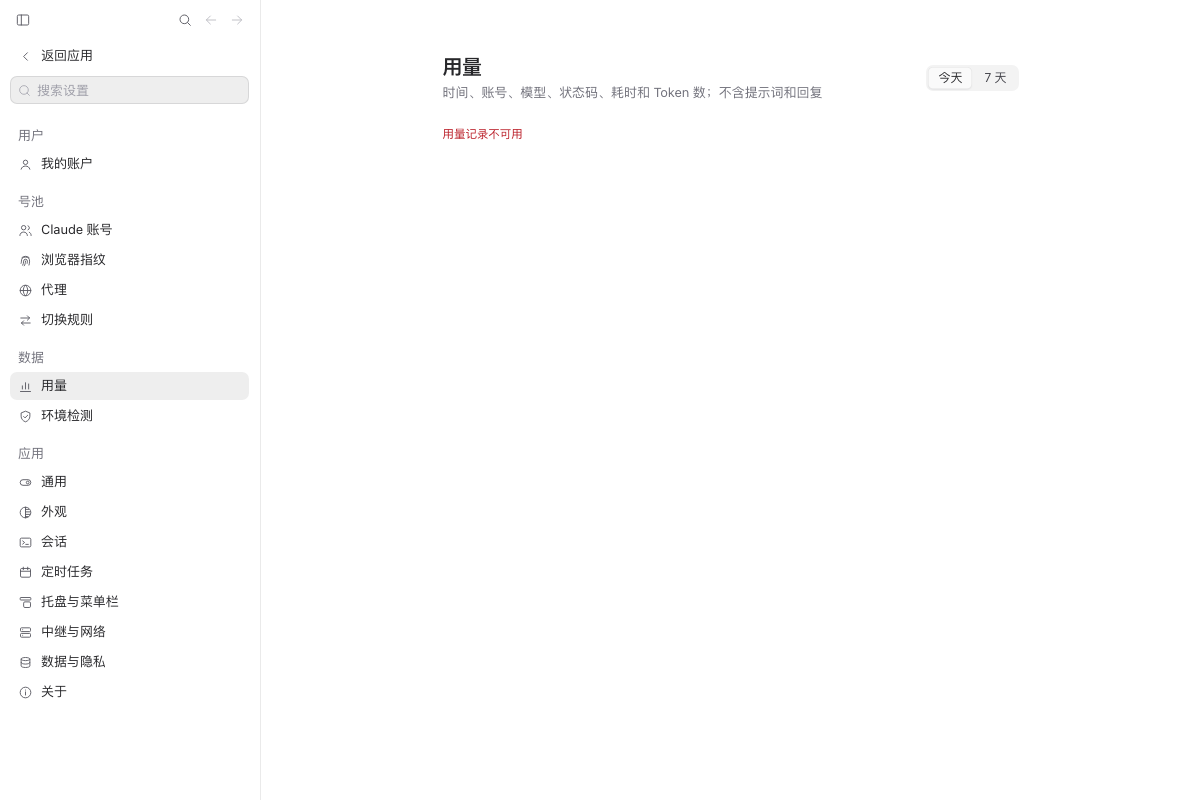 返回应用
搜索设置
用户
我的账户
号池
Claude 账号
浏览器指纹
代理
切换规则
数据
用量
环境检测
应用
通用
外观
会话
定时任务
托盘与菜单栏
中继与网络
数据与隐私
关于
用量
时间、账号、模型、状态码、耗时和 Token 数；不含提示词和回复
今天 7 天
用量记录不可用